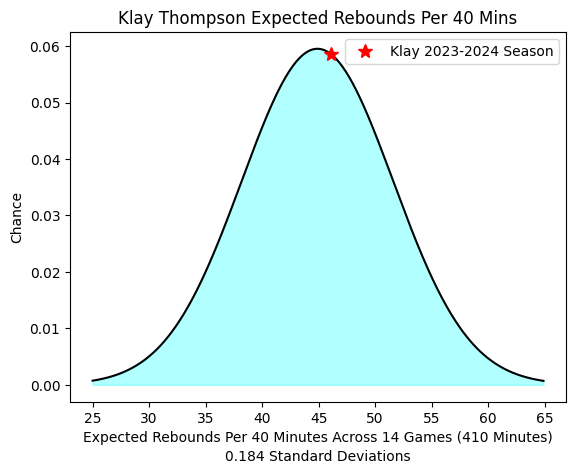 Klay Thompson Expected Rebounds Per 40 Mins
Klay 2023-2024 Season
0.06
0.05
0.04
0.03
0.02
0.01
0.00
Chance
25 30 35 40 45 50 55 60 65
Expected Rebounds Per 40 Minutes Across 14 Games (410 Minutes)
0.184 Standard Deviations